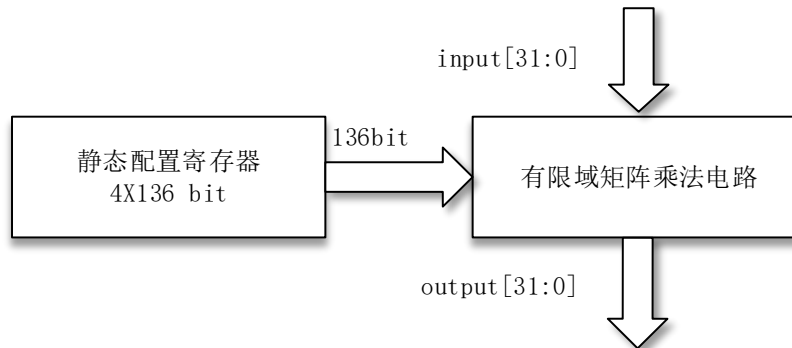 input[31:0]
136bit
静态配置寄存器
4X136 bit
有限域矩阵乘法电路
output[31:0]